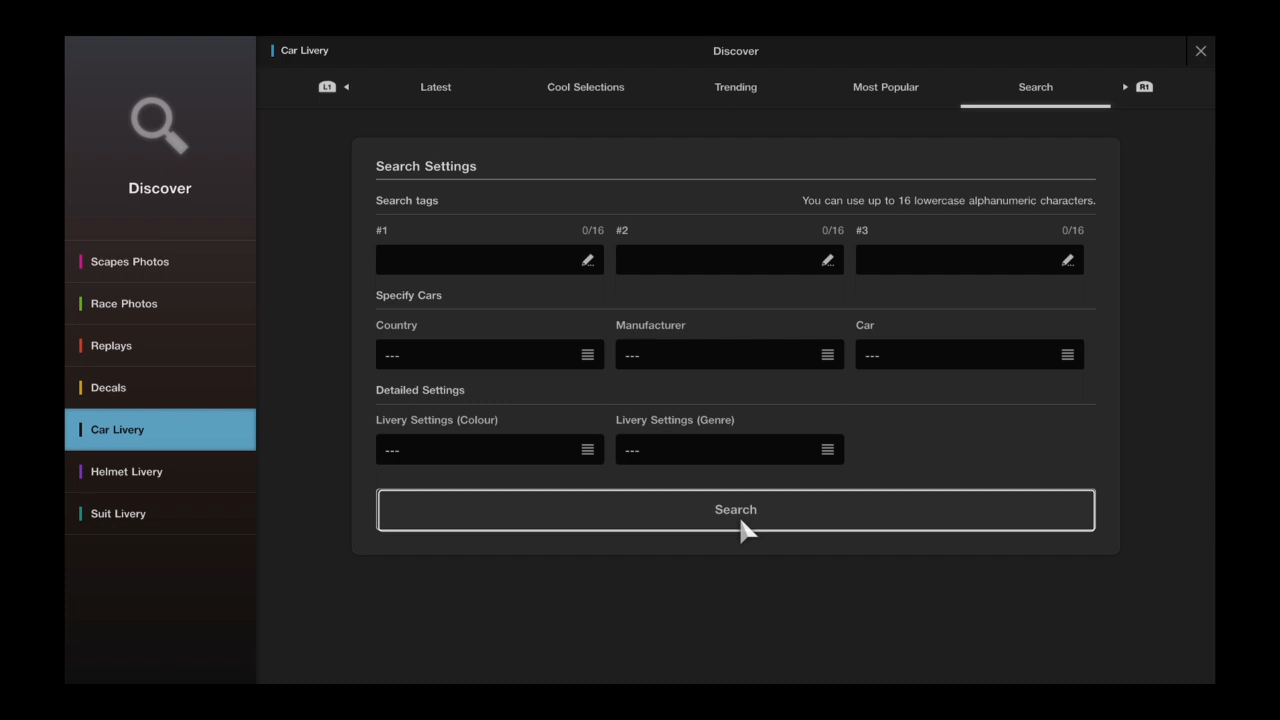 Car Livery
Discover
L1
Latest
Cool Selections
Trending
Most Popular
Search
R1
Discover
Scapes Photos
Race Photos
Replays
Decals
Car Livery
Helmet Livery
Suit Livery
Search Settings
Search tags
You can use up to 16 lowercase alphanumeric characters.
#1 0/16
#2 0/16
#3 0/16
Specify Cars
Country
Manufacturer
Car
---
---
---
Detailed Settings
Livery Settings (Colour)
Livery Settings (Genre)
---
---
Search